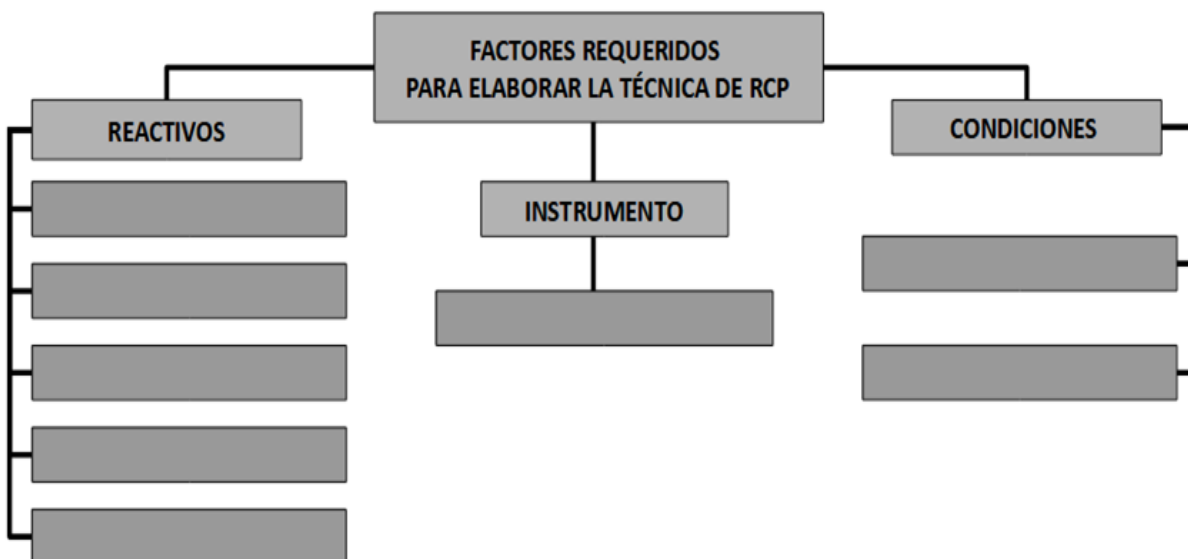 FACTORES REQUERIDOS
PARA ELABORAR LA TÉCNICA DE RCP
REACTIVOS
INSTRUMENTO
CONDICIONES